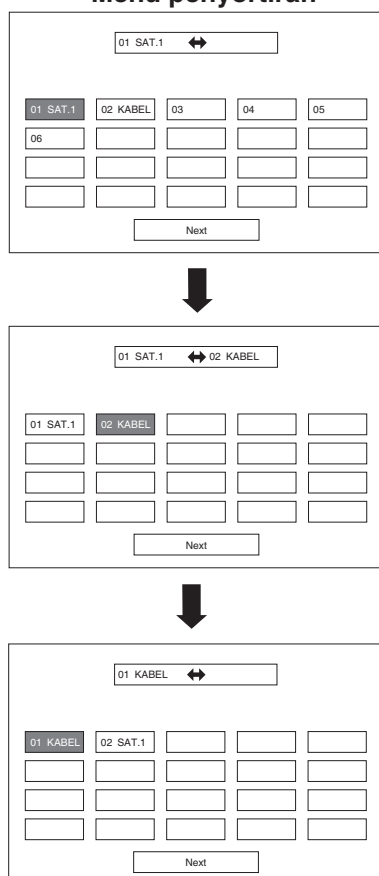 Menu penyortiran
01 SAT.1 ⬌
01 SAT.1 02 KABEL 03 04 05
06
Next
01 SAT.1 ⬌ 02 KABEL
01 SAT.1 02 KABEL
Next
01 KABEL ⬌
01 KABEL 02 SAT.1
Next